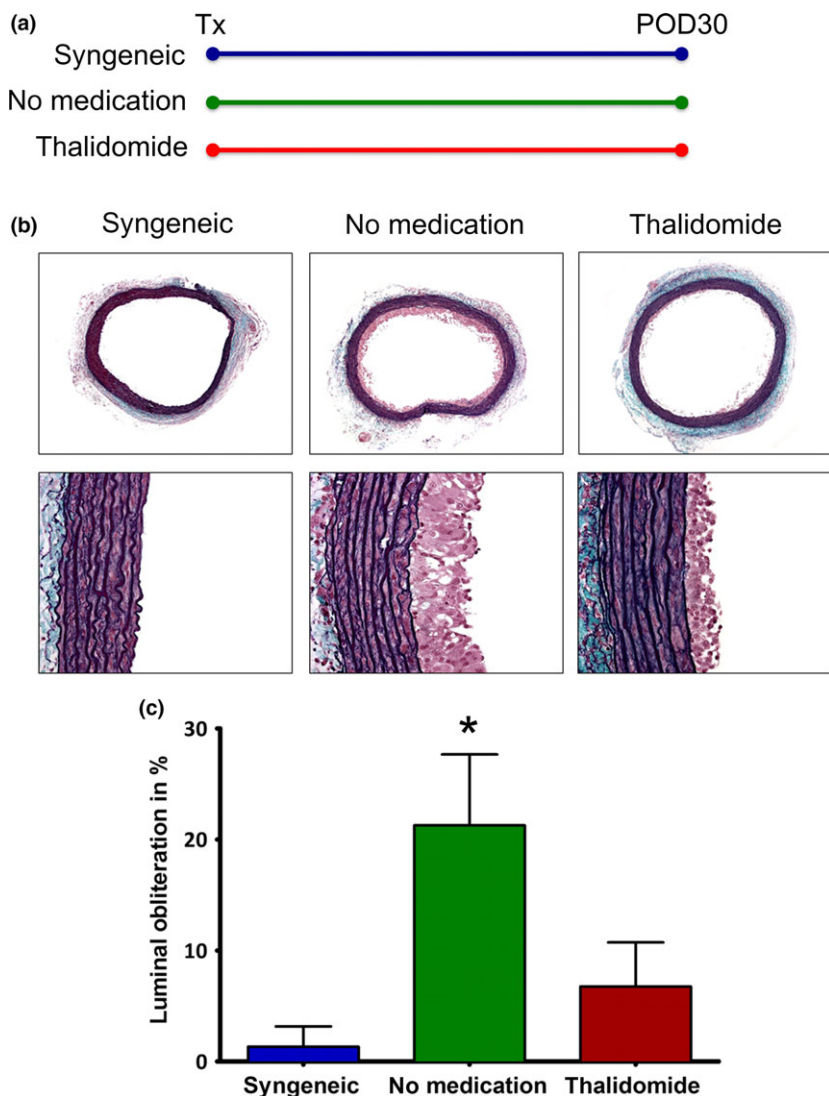 (a)
Tx POD30
Syngeneic
No medication
Thalidomide
(b)
Syngeneic No medication Thalidomide
(c)
Luminal obliteration in %
30
*
20
10
0
Syngeneic No medication Thalidomide